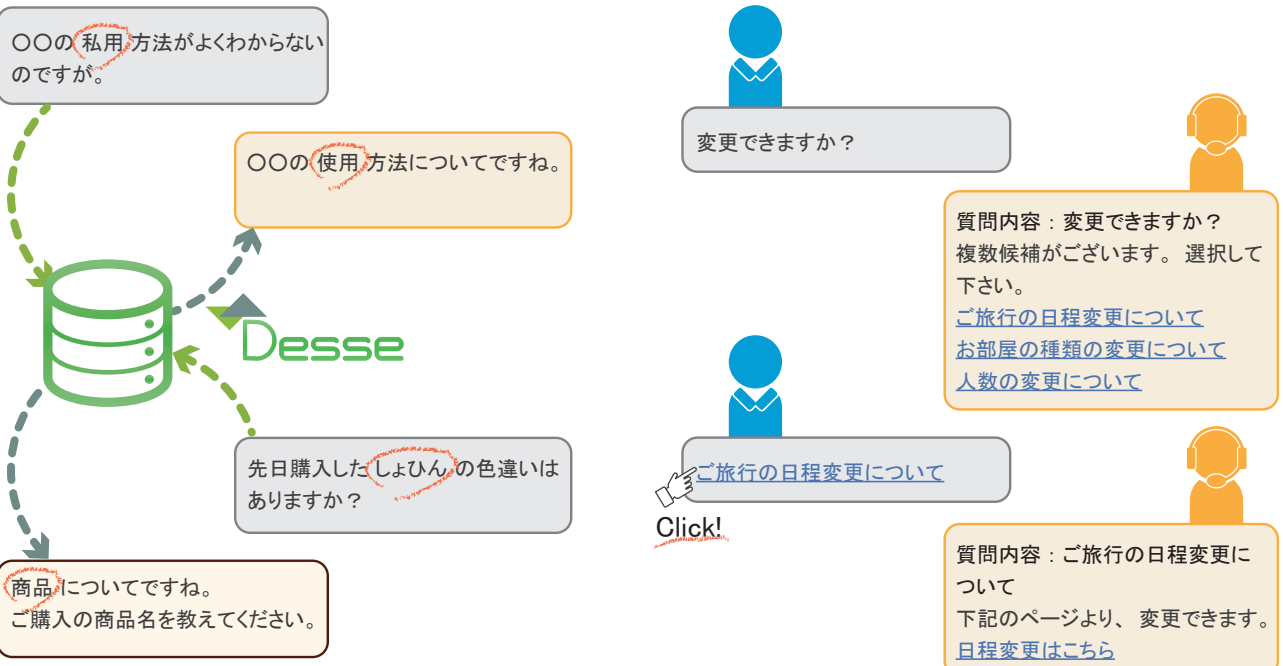 〇〇の私用方法がよくわからない
のですが。
〇〇の使用方法についてですね。
Desse
先日購入したしょひんの色違いは
ありますか？
商品についてですね。
ご購入の商品名を教えてください。
変更できますか？
質問内容：変更できますか？
複数候補がございます。選択して
下さい。
ご旅行の日程変更について
お部屋の種類の変更について
人数の変更について
ご旅行の日程変更について
Click!
質問内容：ご旅行の日程変更に
ついて
下記のページより、変更できます。
日程変更はこちら